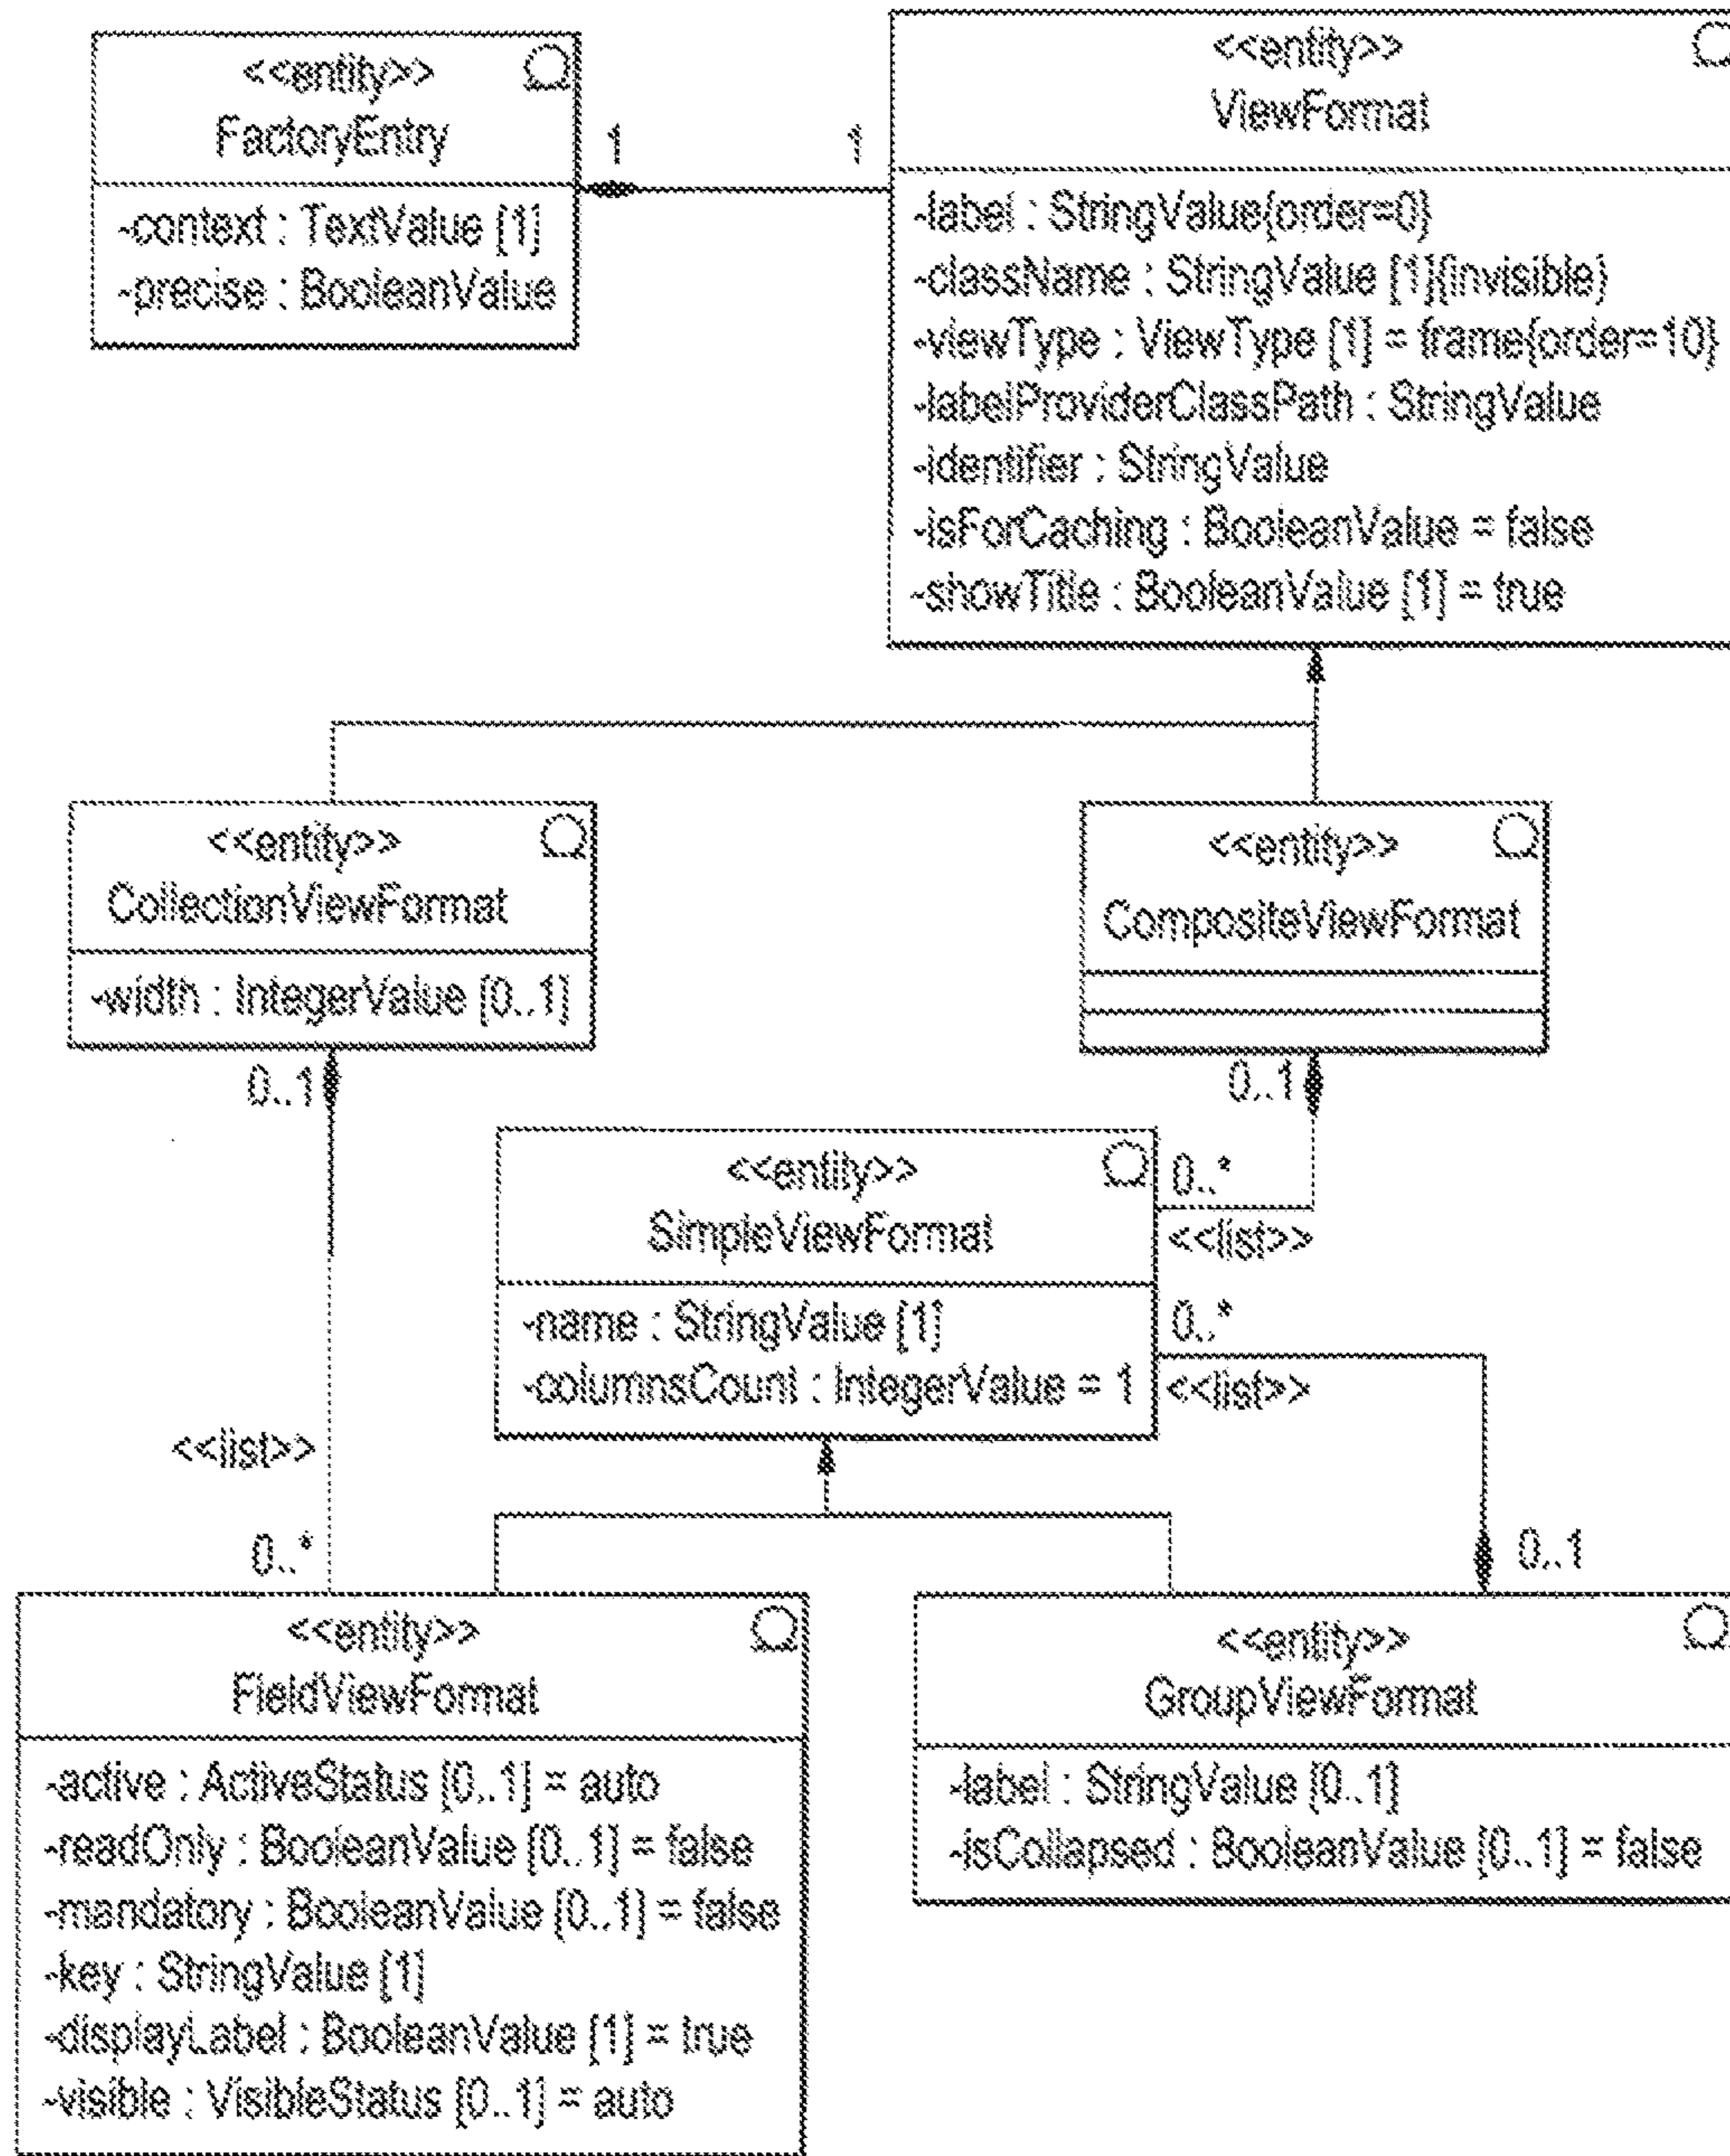 <<entity>>
FactoryEntry
-context : TextValue [1]
-precise : BooleanValue
1
1
<<entity>>
ViewFormat
-label : StringValue{order=0}
-className : StringValue [1]{invisible}
-viewType : ViewType [1] = frame{order=10}
-labelProviderClassPath : StringValue
-identifier : StringValue
-isForCaching : BooleanValue = false
-showTitle : BooleanValue [1] = true
<<entity>>
CollectionViewFormat
-width : IntegerValue [0..1]
<<entity>>
CompositeViewFormat
0..1
0..1
<<entity>>
SimpleViewFormat
-name : StringValue [1]
-columnsCount : IntegerValue = 1
0..*
<<list>>
0..*
<<list>>
<<list>>
0..*
0..1
<<entity>>
FieldViewFormat
-active : ActiveStatus [0..1] = auto
-readOnly : BooleanValue [0..1] = false
-mandatory : BooleanValue [0..1] = false
-key : StringValue [1]
-displayLabel : BooleanValue [1] = true
-visible : VisibleStatus [0..1] = auto
<<entity>>
GroupViewFormat
-label : StringValue [0..1]
-isCollapsed : BooleanValue [0..1] = false